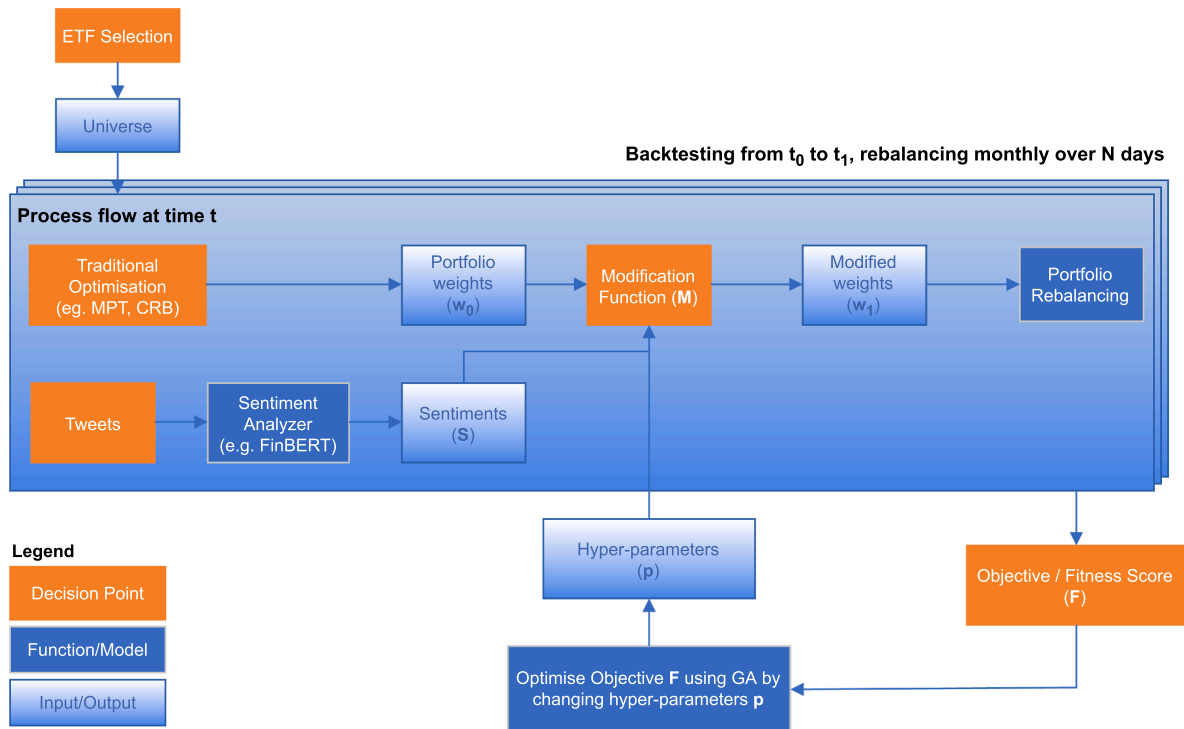 ETF Selection
Universe
Backtesting from t0 to t1, rebalancing monthly over N days
Process flow at time t
Traditional
Optimisation
(eg. MPT, CRB)
Portfolio
weights
(w0)
Modification
Function (M)
Modified
weights
(w1)
Portfolio
Rebalancing
Tweets
Sentiment
Analyzer
(e.g. FinBERT)
Sentiments
(S)
Hyper-parameters
(p)
Objective / Fitness Score
(F)
Optimise Objective F using GA by
changing hyper-parameters p
Legend
Decision Point
Function/Model
Input/Output